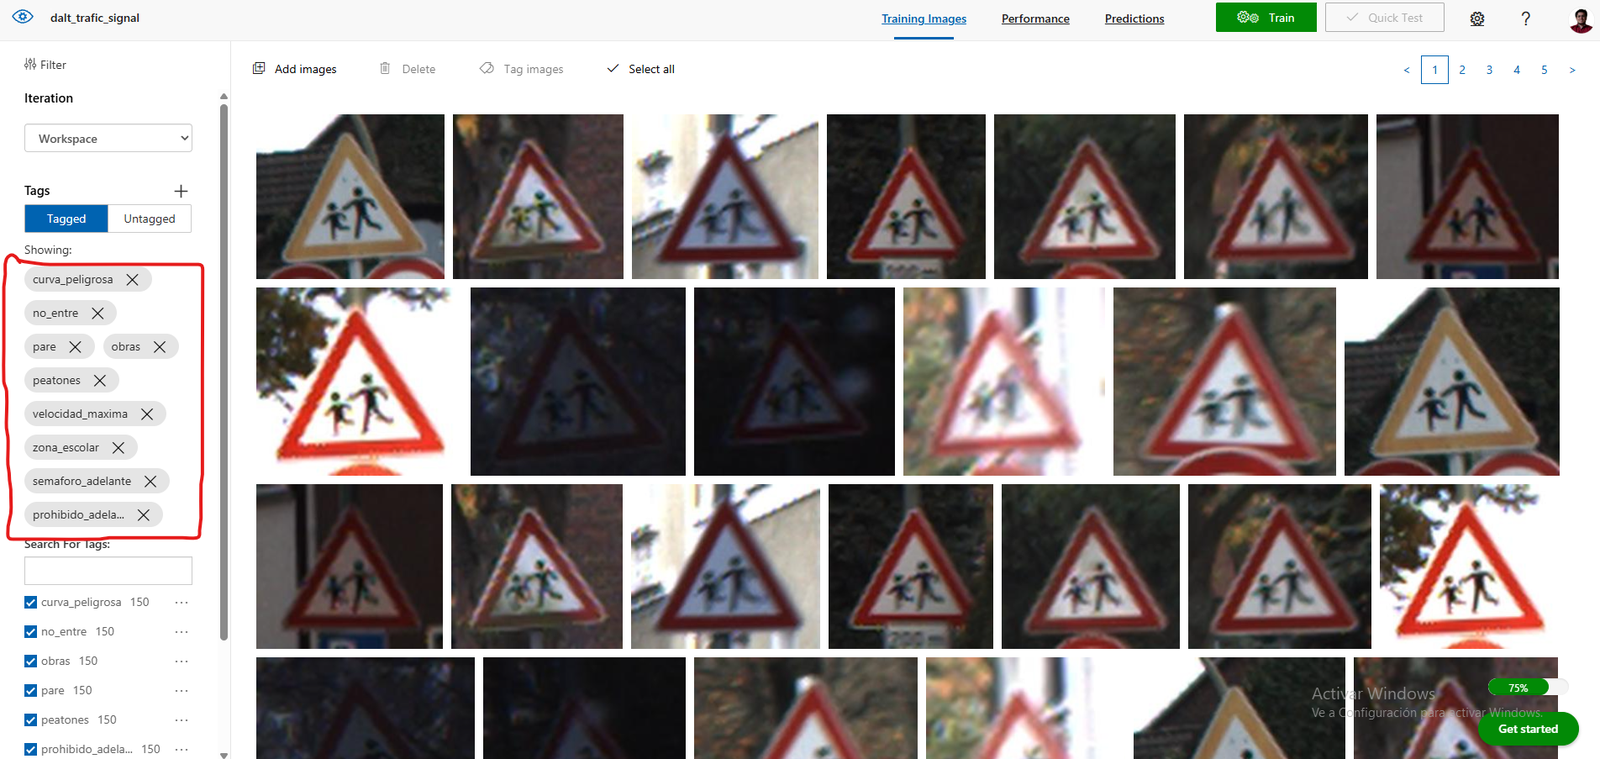 dalt_trafic_signal
Training Images Performance Predictions Train Quick Test ?
Filter
Add images Delete Tag images Select all
< 1 2 3 4 5 >
Iteration
Workspace
Tags
Tagged Untagged
Showing:
curva_peligrosa
no_entre
pare obras
peatones
velocidad_maxima
zona_escolar
semaforo_adelante
prohibido_adela...
Search For Tags:
curva_peligrosa 150 ...
no_entre 150 ...
obras 150 ...
pare 150 ...
peatones 150 ...
prohibido_adela... 150 ...
75%
Activar Windows
Ve a Configuración para activar Windows.
Get started